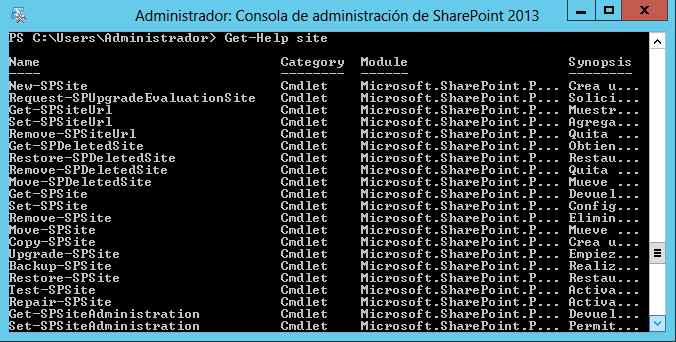 Administrador: Consola de administración de SharePoint 2013
PS C:\Users\Administrador> Get-Help site
Name Category Module Synopsis
---- -------- ------ --------
New-SPSite Cmdlet Microsoft.SharePoint.P... Crea u...
Request-SPUpgradeEvaluationSite Cmdlet Microsoft.SharePoint.P... Solici...
Get-SPSiteUrl Cmdlet Microsoft.SharePoint.P... Muestr...
Set-SPSiteUrl Cmdlet Microsoft.SharePoint.P... Agrega...
Remove-SPSiteUrl Cmdlet Microsoft.SharePoint.P... Quita ...
Get-SPDeletedSite Cmdlet Microsoft.SharePoint.P... Obtien...
Restore-SPDeletedSite Cmdlet Microsoft.SharePoint.P... Restau...
Remove-SPDeletedSite Cmdlet Microsoft.SharePoint.P... Quita ...
Move-SPDeletedSite Cmdlet Microsoft.SharePoint.P... Mueve ...
Get-SPSite Cmdlet Microsoft.SharePoint.P... Devuel...
Set-SPSite Cmdlet Microsoft.SharePoint.P... Config...
Remove-SPSite Cmdlet Microsoft.SharePoint.P... Elimin...
Move-SPSite Cmdlet Microsoft.SharePoint.P... Mueve ...
Copy-SPSite Cmdlet Microsoft.SharePoint.P... Crea u...
Upgrade-SPSite Cmdlet Microsoft.SharePoint.P... Empiez...
Backup-SPSite Cmdlet Microsoft.SharePoint.P... Realiz...
Restore-SPSite Cmdlet Microsoft.SharePoint.P... Restau...
Test-SPSite Cmdlet Microsoft.SharePoint.P... Activa...
Repair-SPSite Cmdlet Microsoft.SharePoint.P... Activa...
Get-SPSiteAdministration Cmdlet Microsoft.SharePoint.P... Devuel...
Set-SPSiteAdministration Cmdlet Microsoft.SharePoint.P... Permit...